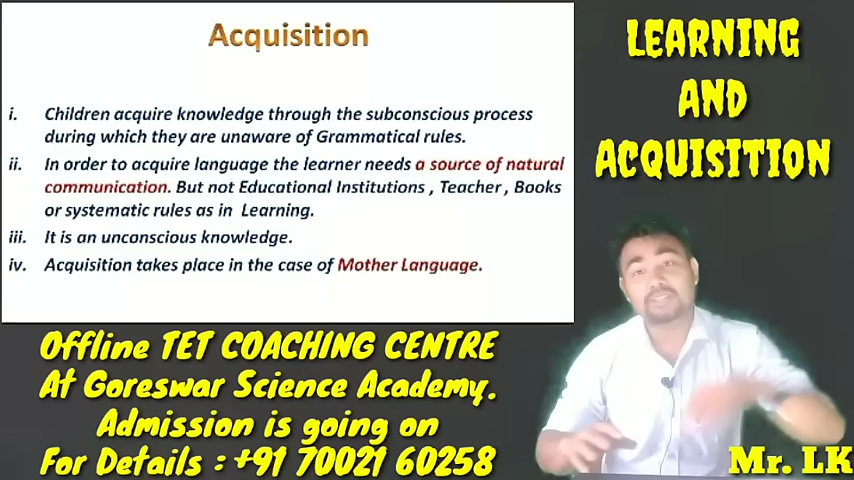 Acquisition
i. Children acquire knowledge through the subconscious process
during which they are unaware of Grammatical rules.
ii. In order to acquire language the learner needs a source of natural
communication. But not Educational Institutions , Teacher , Books
or systematic rules as in Learning.
iii. It is an unconscious knowledge.
iv. Acquisition takes place in the case of Mother Language.
LEARNING
AND
ACQUISITION
Offline TET COACHING CENTRE
At Goreswar Science Academy.
Admission is going on
For Details : +91 70021 60258
Mr. LK